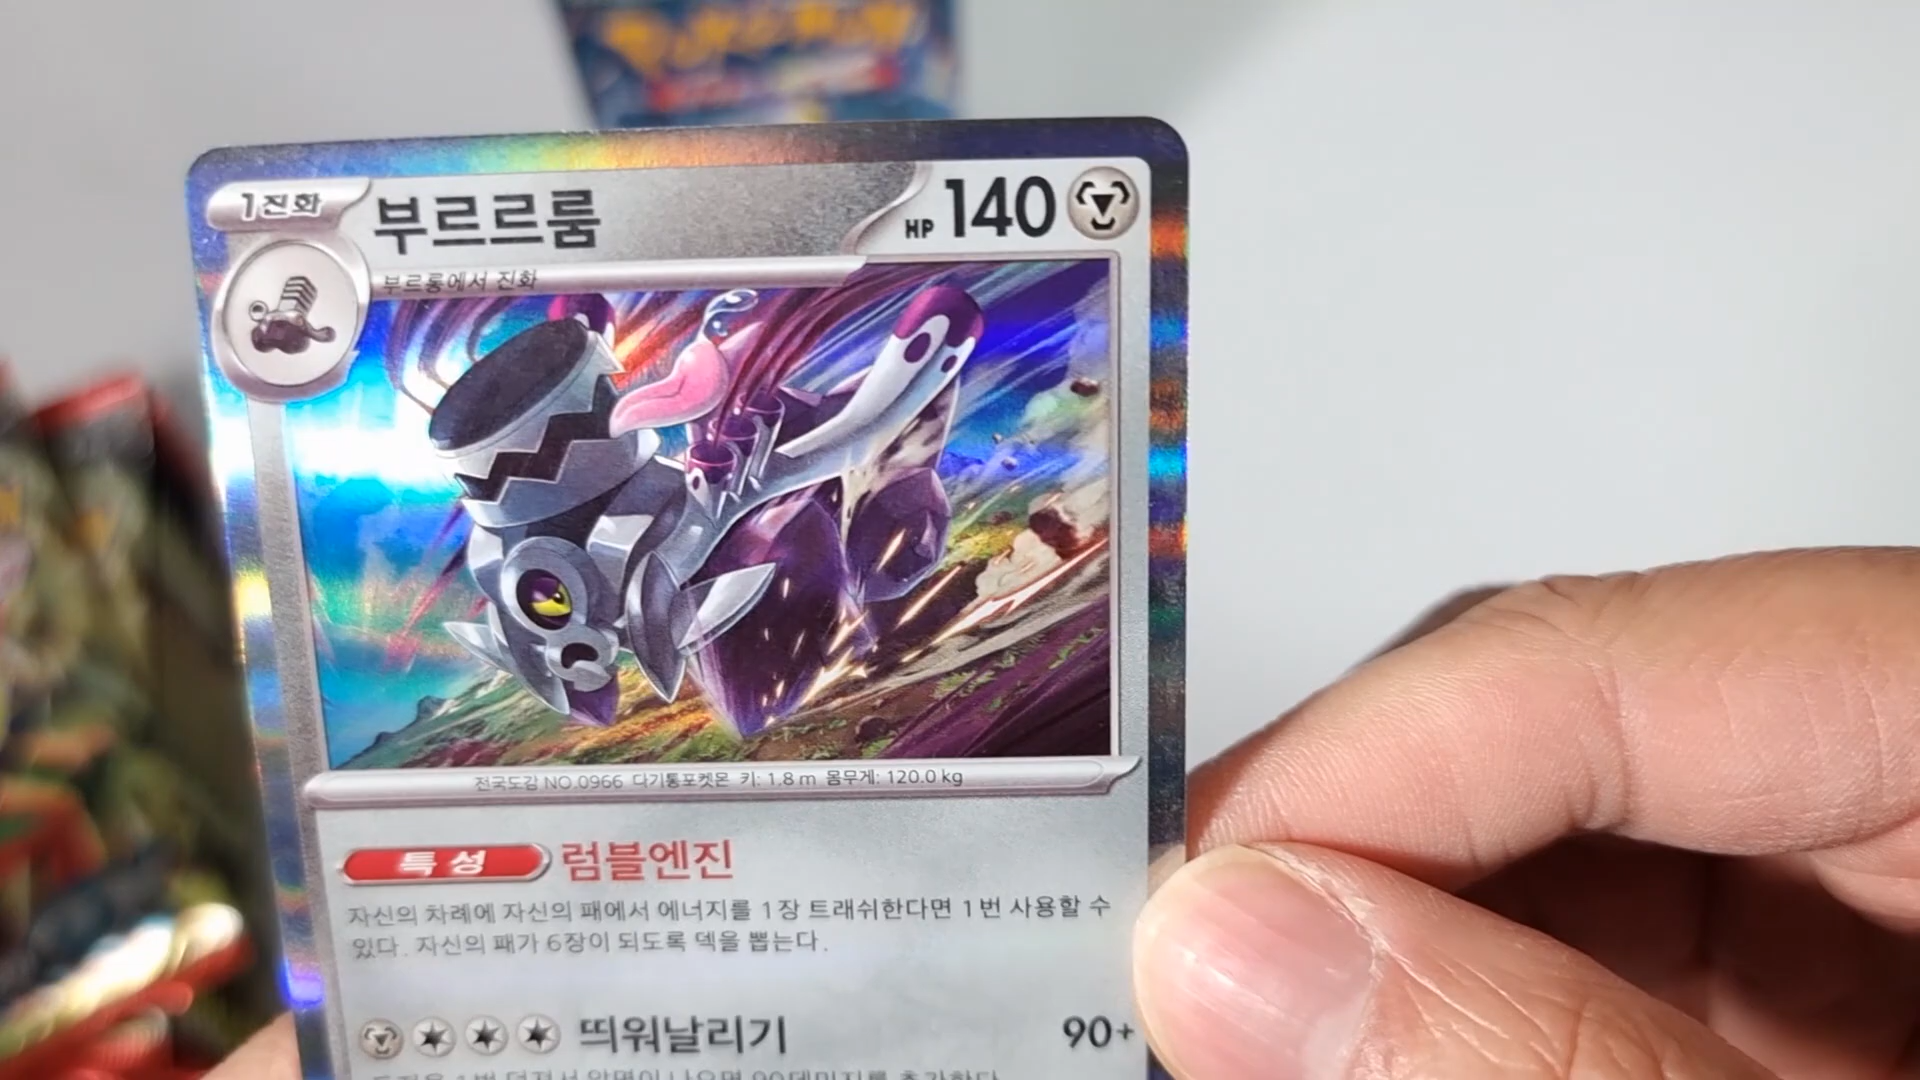 1진화 부르르룸 HP 140
부르롱에서 진화
전국도감 NO.0966 다기통포켓몬 키: 1.8 m 몸무게: 120.0 kg
특성 럼블엔진
자신의 차례에 자신의 패에서 에너지를 1장 트래쉬한다면 1번 사용할 수
있다. 자신의 패가 6장이 되도록 덱을 뽑는다.
띄워날리기 90+